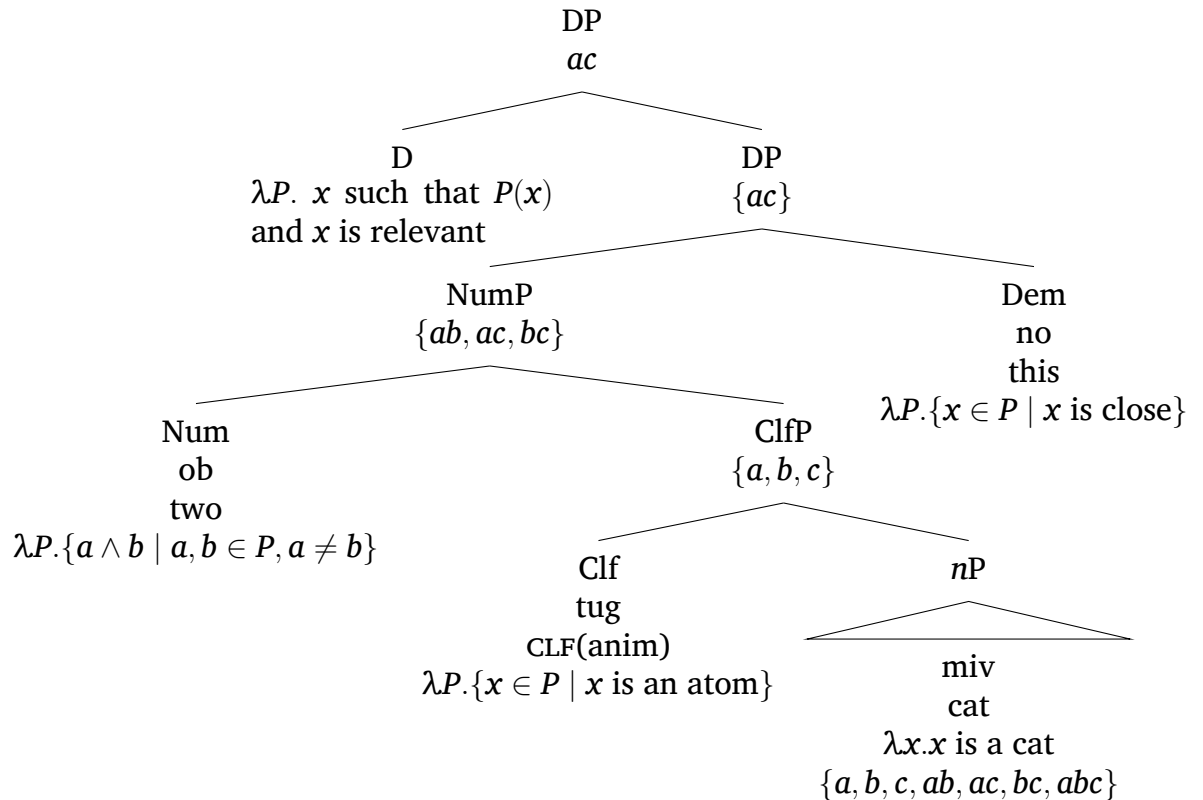 DP
ac
D
λP. x such that P(x)
and x is relevant
DP
{ac}
NumP
{ab, ac, bc}
Dem
no
this
λP.{x ∈ P | x is close}
Num
ob
two
λP.{a ∧ b | a, b ∈ P, a ≠ b}
ClfP
{a, b, c}
Clf
tug
CLF(anim)
λP.{x ∈ P | x is an atom}
nP
miv
cat
λx.x is a cat
{a, b, c, ab, ac, bc, abc}